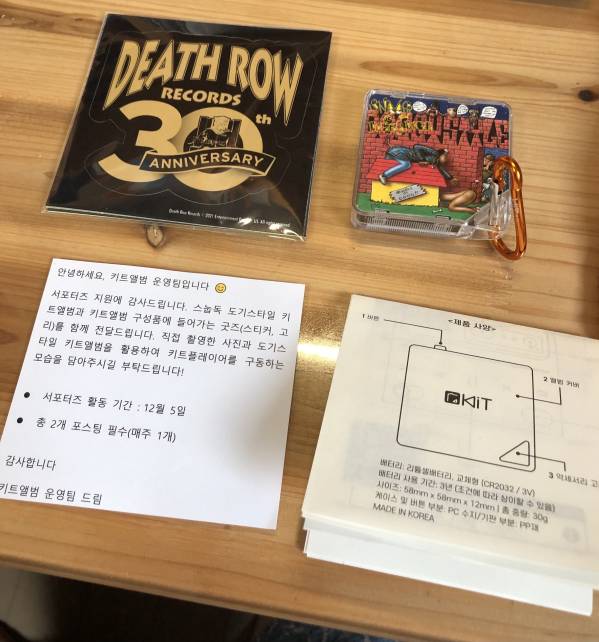 DEATH ROW
RECORDS
30th
ANNIVERSARY
SNOOP
DOGGY
안녕하세요. 키트앨범 운영팀입니다 😊
서포터즈 지원에 감사드립니다. 스눕독 도기스타일 키
트앨범과 키트앨범 구성품에 들어가는 굿즈(스티커, 고
리)를 함께 전달드립니다. 직접 촬영한 사진과 도기스
타일 키트앨범을 활용하여 키트플레이어를 구동하는
모습을 담아주시길 부탁드립니다!
● 서포터즈 활동 기간 : 12월 5일
● 총 2개 포스팅 필수(매주 1개)
감사합니다
키트앨범 운영팀 드림
<제품 사양>
1 버튼
2 앨범 커버
KiT
3 악세서리 고
배터리: 리튬셀배터리, 교체형 (CR2032 / 3V)
배터리 사용 기간: 3년 (조건에 따라 상이할 수 있음)
사이즈: 58mm x 58mm x 12mm | 총 중량: 30g
케이스 및 버튼 부분: PC 수지/기판 부분: PP재
MADE IN KOREA